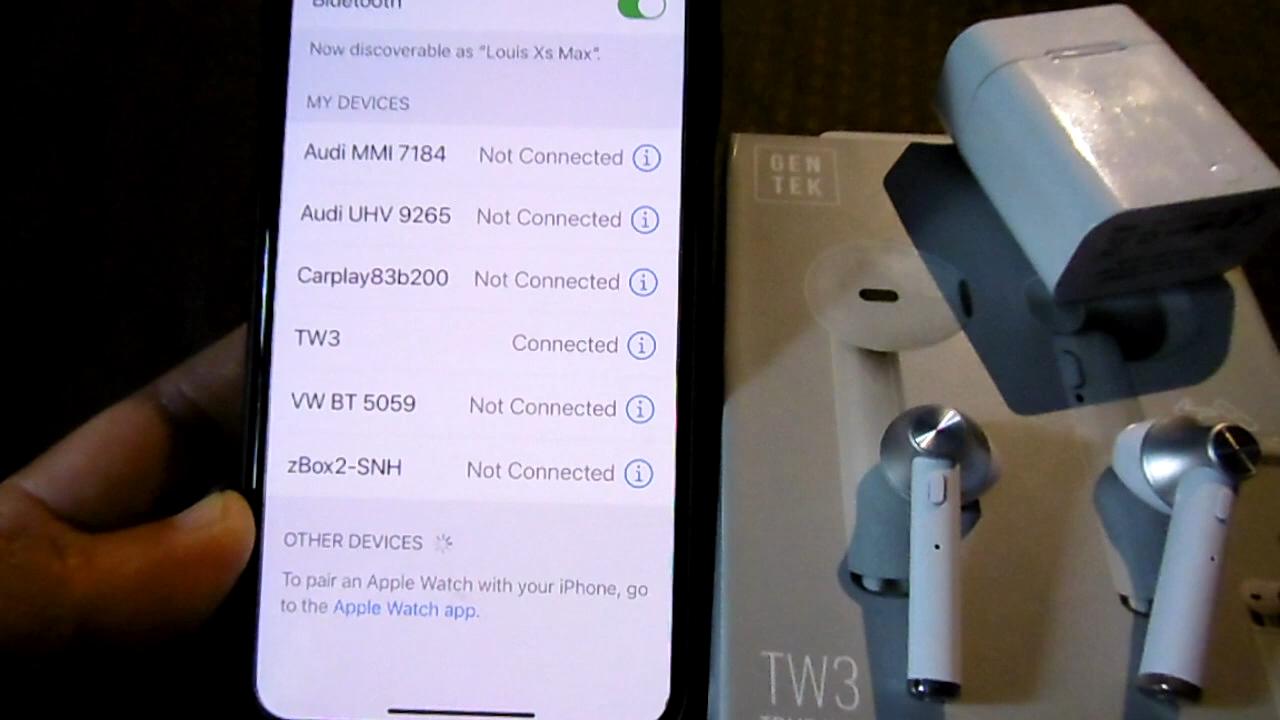 Bluetooth
Now discoverable as “Louis Xs Max”.
MY DEVICES
Audi MMI 7184 Not Connected
Audi UHV 9265 Not Connected
Carplay83b200 Not Connected
TW3 Connected
VW BT 5059 Not Connected
zBox2-SNH Not Connected
OTHER DEVICES
To pair an Apple Watch with your iPhone, go
to the Apple Watch app.
GEN
TEK
TW3